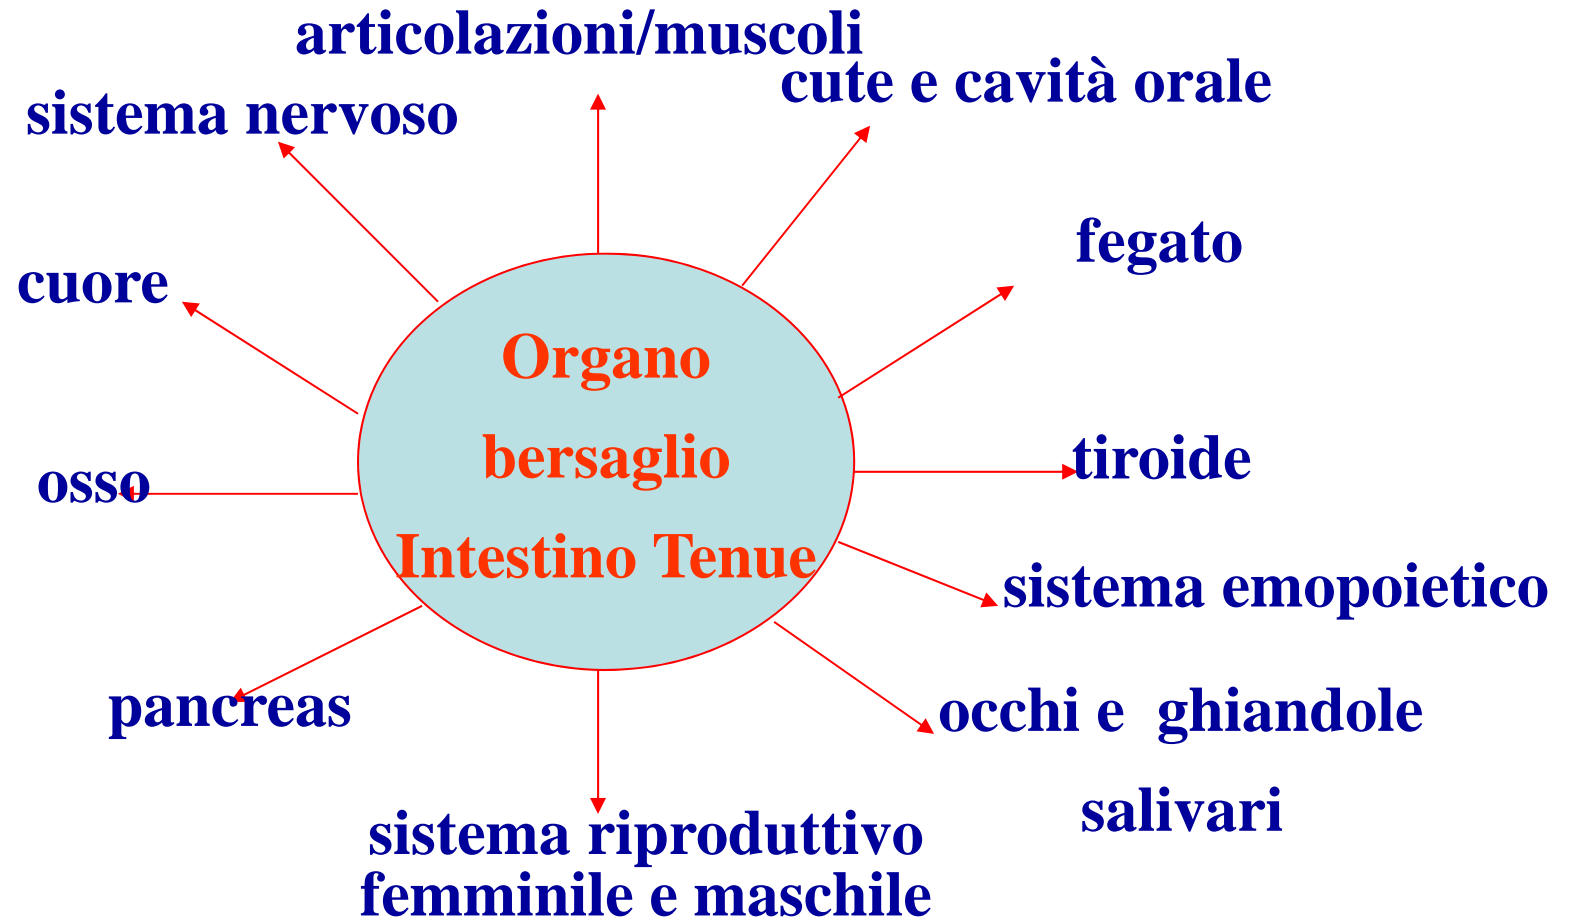 articolazioni/muscoli
cute e cavità orale
sistema nervoso
fegato
cuore
Organo
bersaglio
Intestino Tenue
tiroide
osso
sistema emopoietico
pancreas
occhi e  ghiandole
salivari
sistema riproduttivo
femminile e maschile